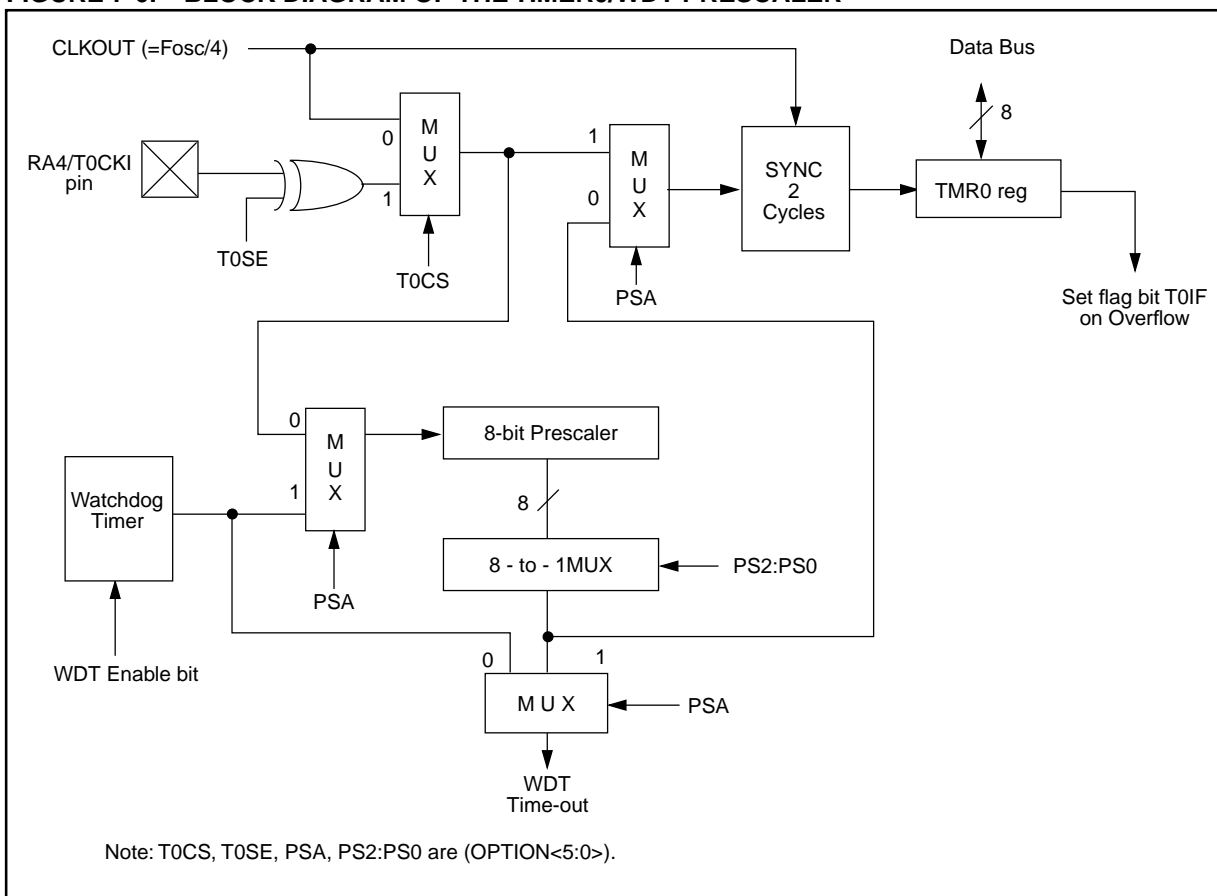 CLKOUT (=Fosc/4)
Data Bus
8
0
M
U
X
1
RA4/T0CKI
pin
T0SE
T0CS
1
M
U
X
0
PSA
SYNC
2
Cycles
TMR0 reg
Set flag bit T0IF
on Overflow
0
M
U
X
1
8-bit Prescaler
Watchdog
Timer
8
8 - to - 1MUX
PS2:PS0
PSA
WDT Enable bit
0
1
M U X
PSA
WDT
Time-out
Note: T0CS, T0SE, PSA, PS2:PS0 are (OPTION<5:0>).